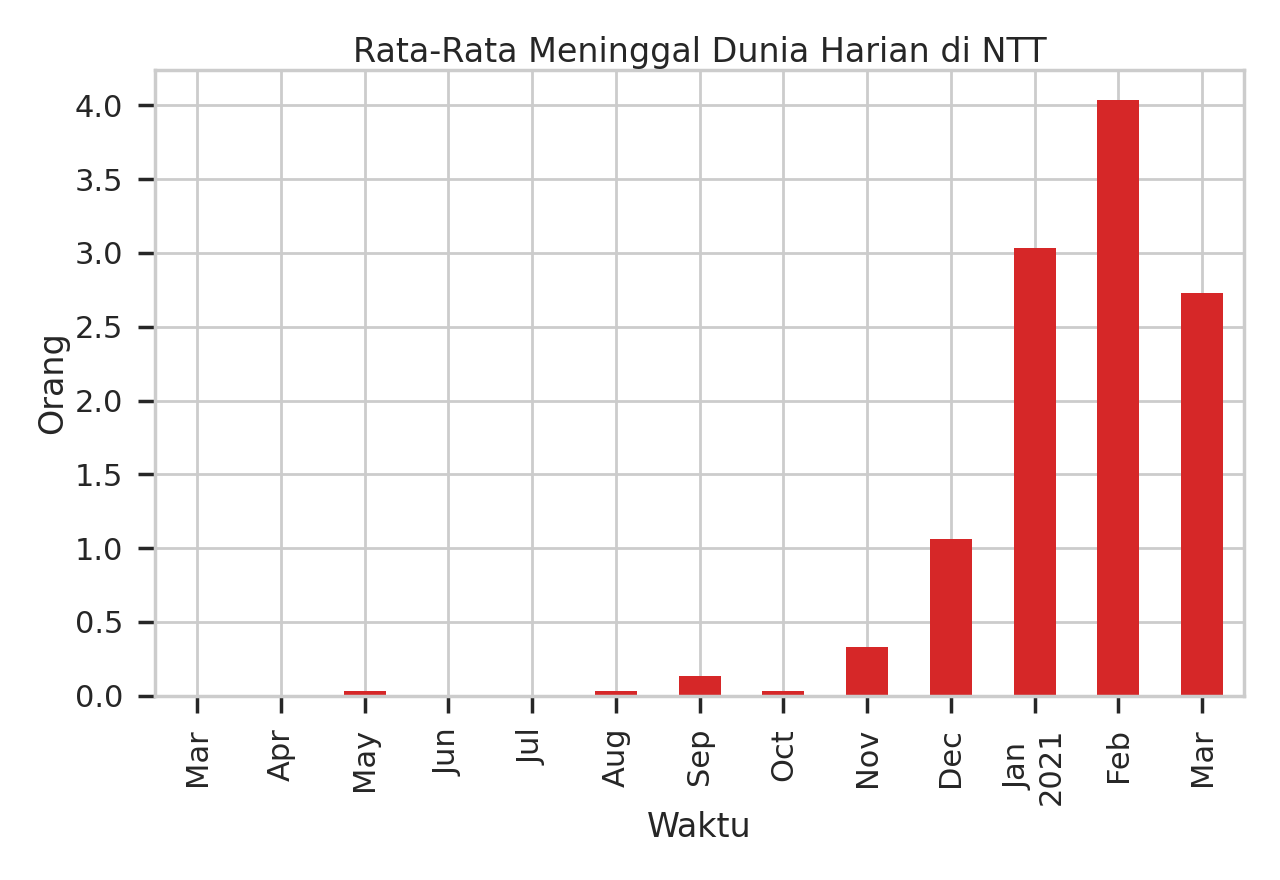 Rata-Rata Meninggal Dunia Harian di NTT
4.0
3.5
3.0
2.5
2.0
1.5
1.0
0.5
0.0
Orang
Mar
Apr
May
Jun
Jul
Aug
Sep
Oct
Nov
Dec
Jan
2021
Feb
Mar
Waktu